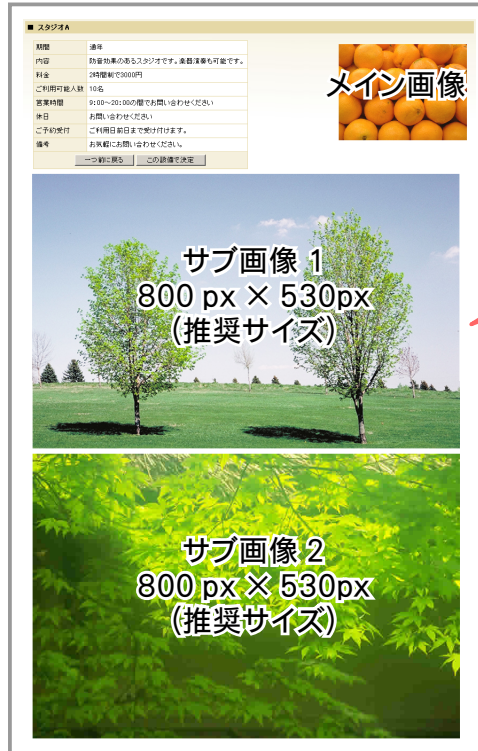 ■ スタジオA
期間 通年
内容 防音効果のあるスタジオです。楽器演奏も可能です。
料金 2時間制で3000円
ご利用可能人数 10名
営業時間 9:00～20:00の間でお問い合わせください
休日 お問い合わせください
ご予約受付 ご利用日前日まで受け付けます。
備考 お気軽にお問い合わせください。
一つ前に戻る この設備で決定
メイン画像
サブ画像 1
800 px × 530px
(推奨サイズ)
サブ画像 2
800 px × 530px
(推奨サイズ)